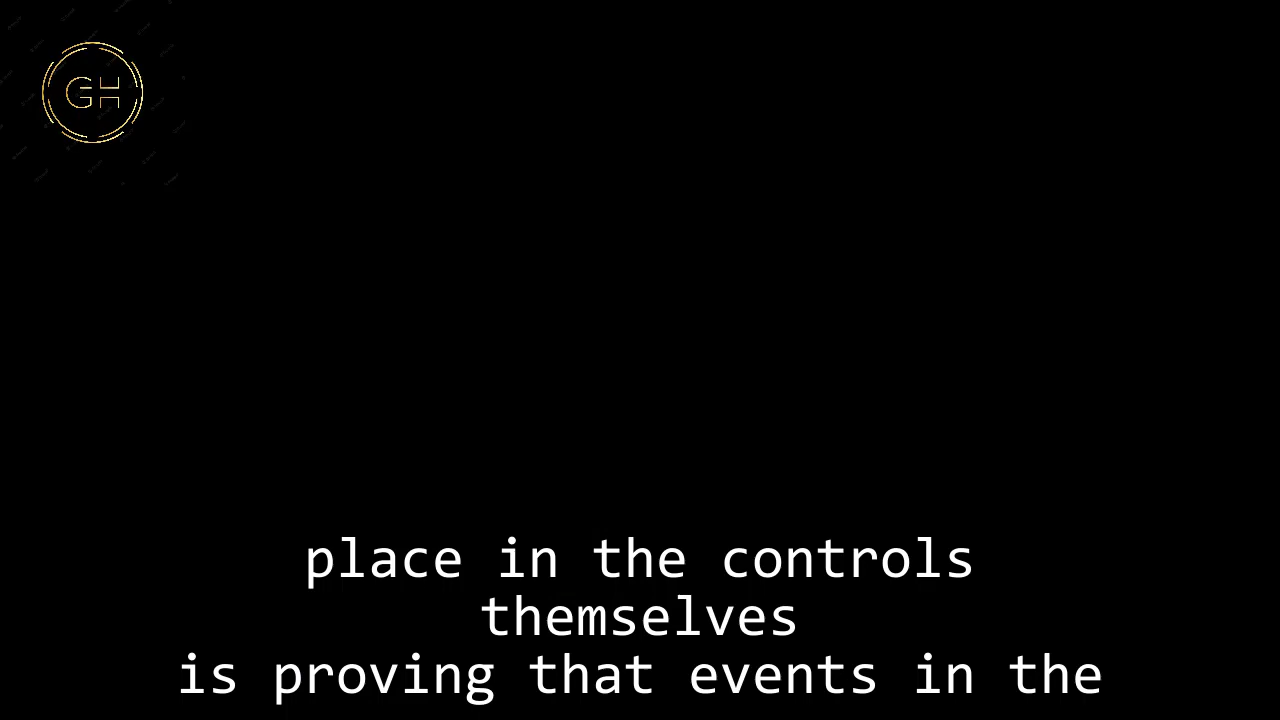 GH
place in the controls
themselves
is proving that events in the